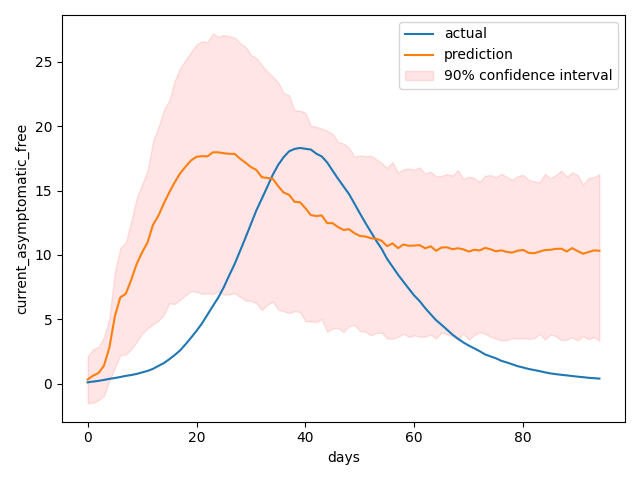 actual
prediction
90% confidence interval
current_asymptomatic_free
25
20
15
10
5
0
0 20 40 60 80
days